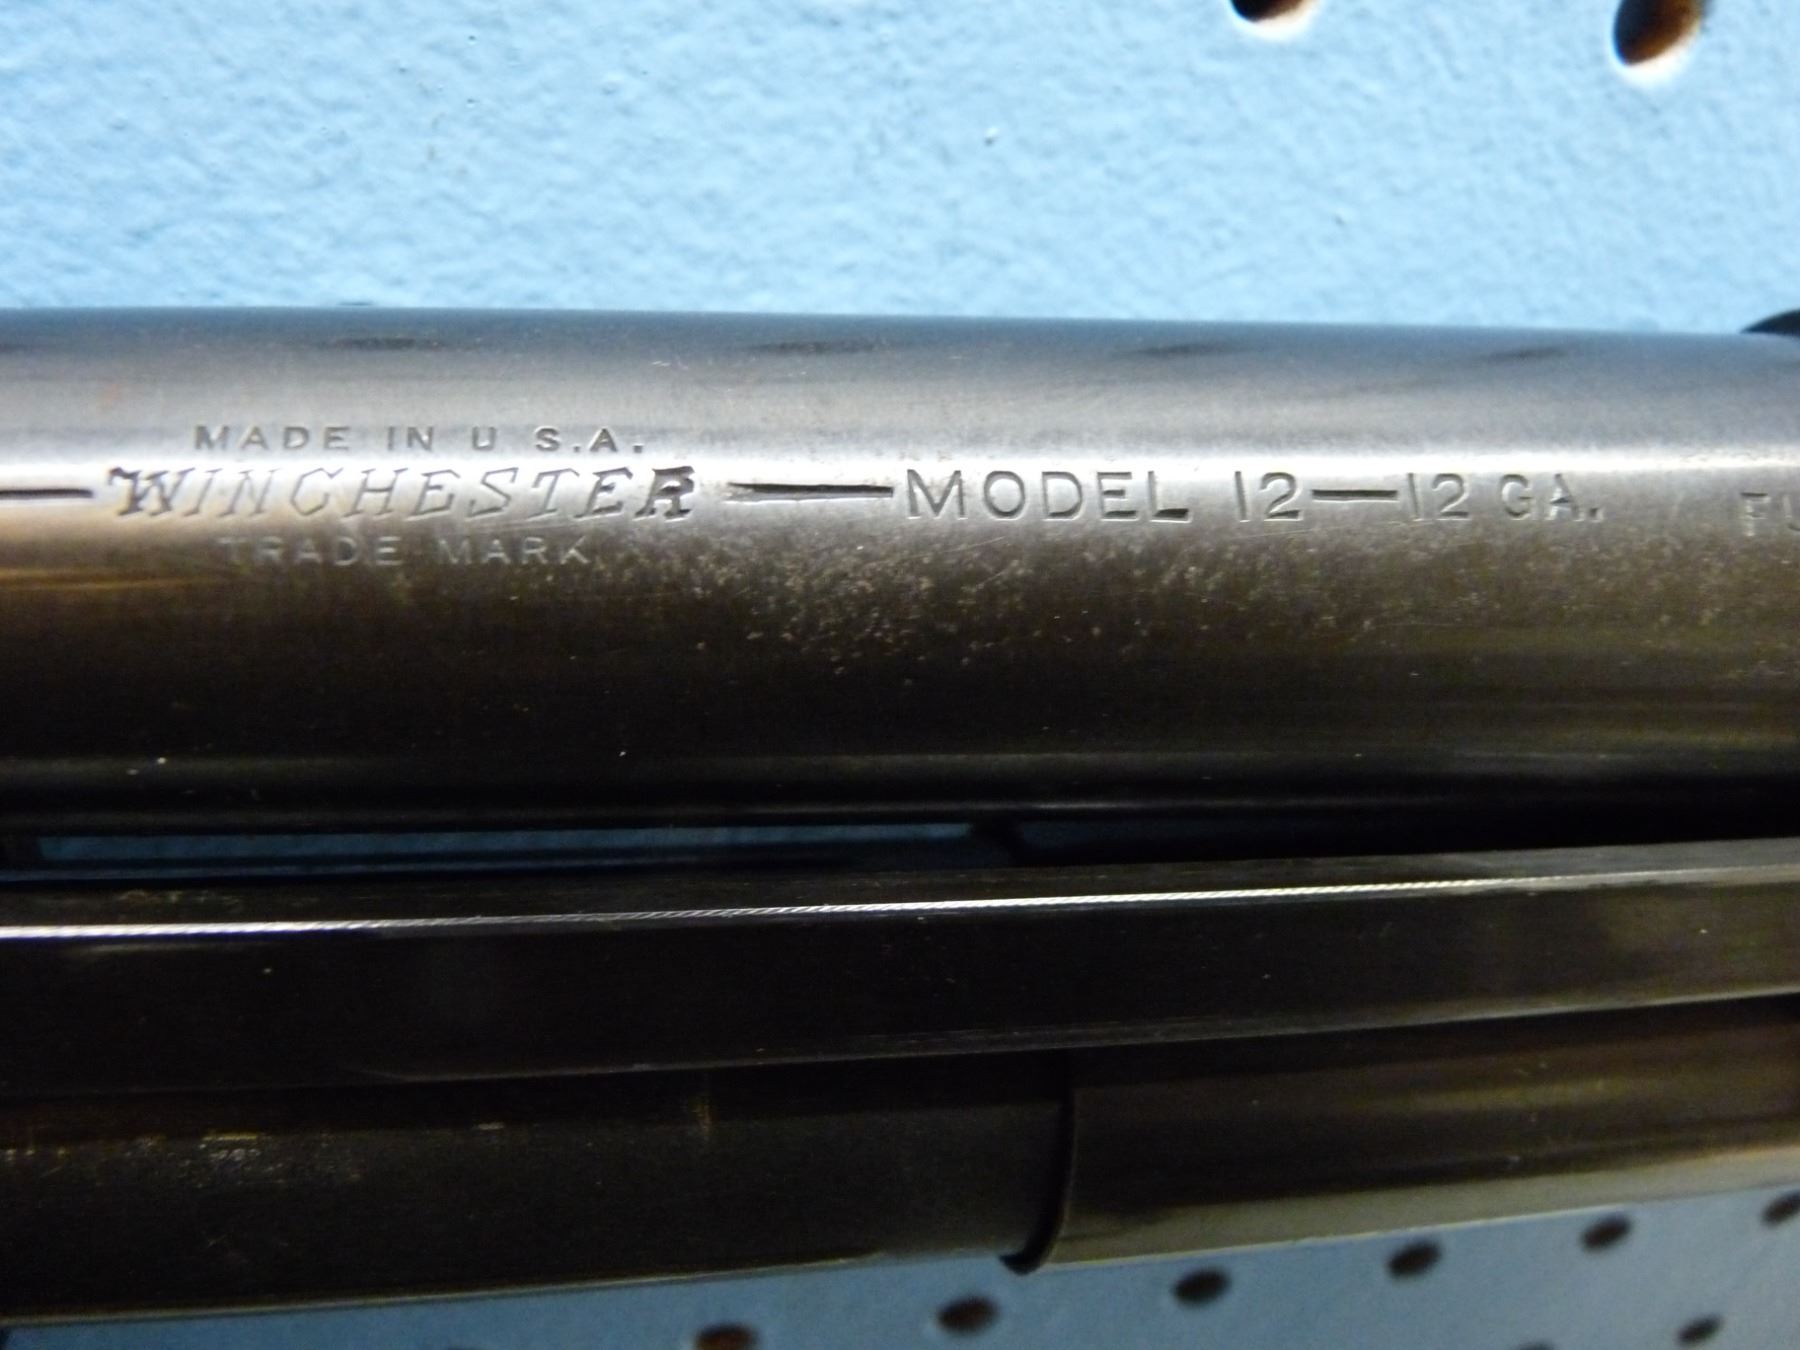 MADE IN U S.A.
— WINCHESTER — MODEL 12 — 12 GA.
TRADE MARK